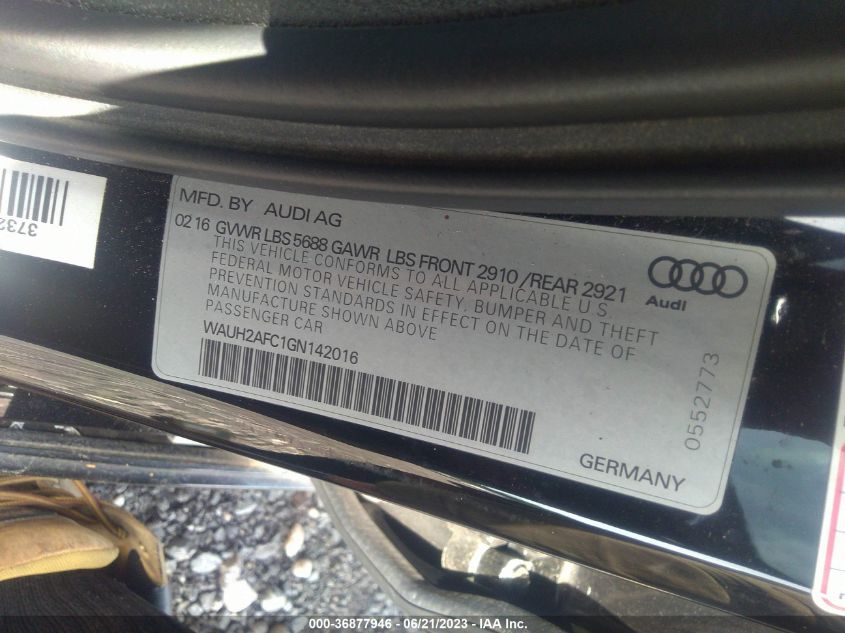 3732
MFD. BY AUDI AG
02 16 GVWR LBS 5688 GAWR LBS FRONT 2910 / REAR 2921
THIS VEHICLE CONFORMS TO ALL APPLICABLE U.S.
FEDERAL MOTOR VEHICLE SAFETY, BUMPER AND THEFT
PREVENTION STANDARDS IN EFFECT ON THE DATE OF
MANUFACTURE SHOWN ABOVE
PASSENGER CAR
WAUH2AFC1GN142016
Audi
0552773
GERMANY
000-36877946 - 06/21/2023 - IAA Inc.